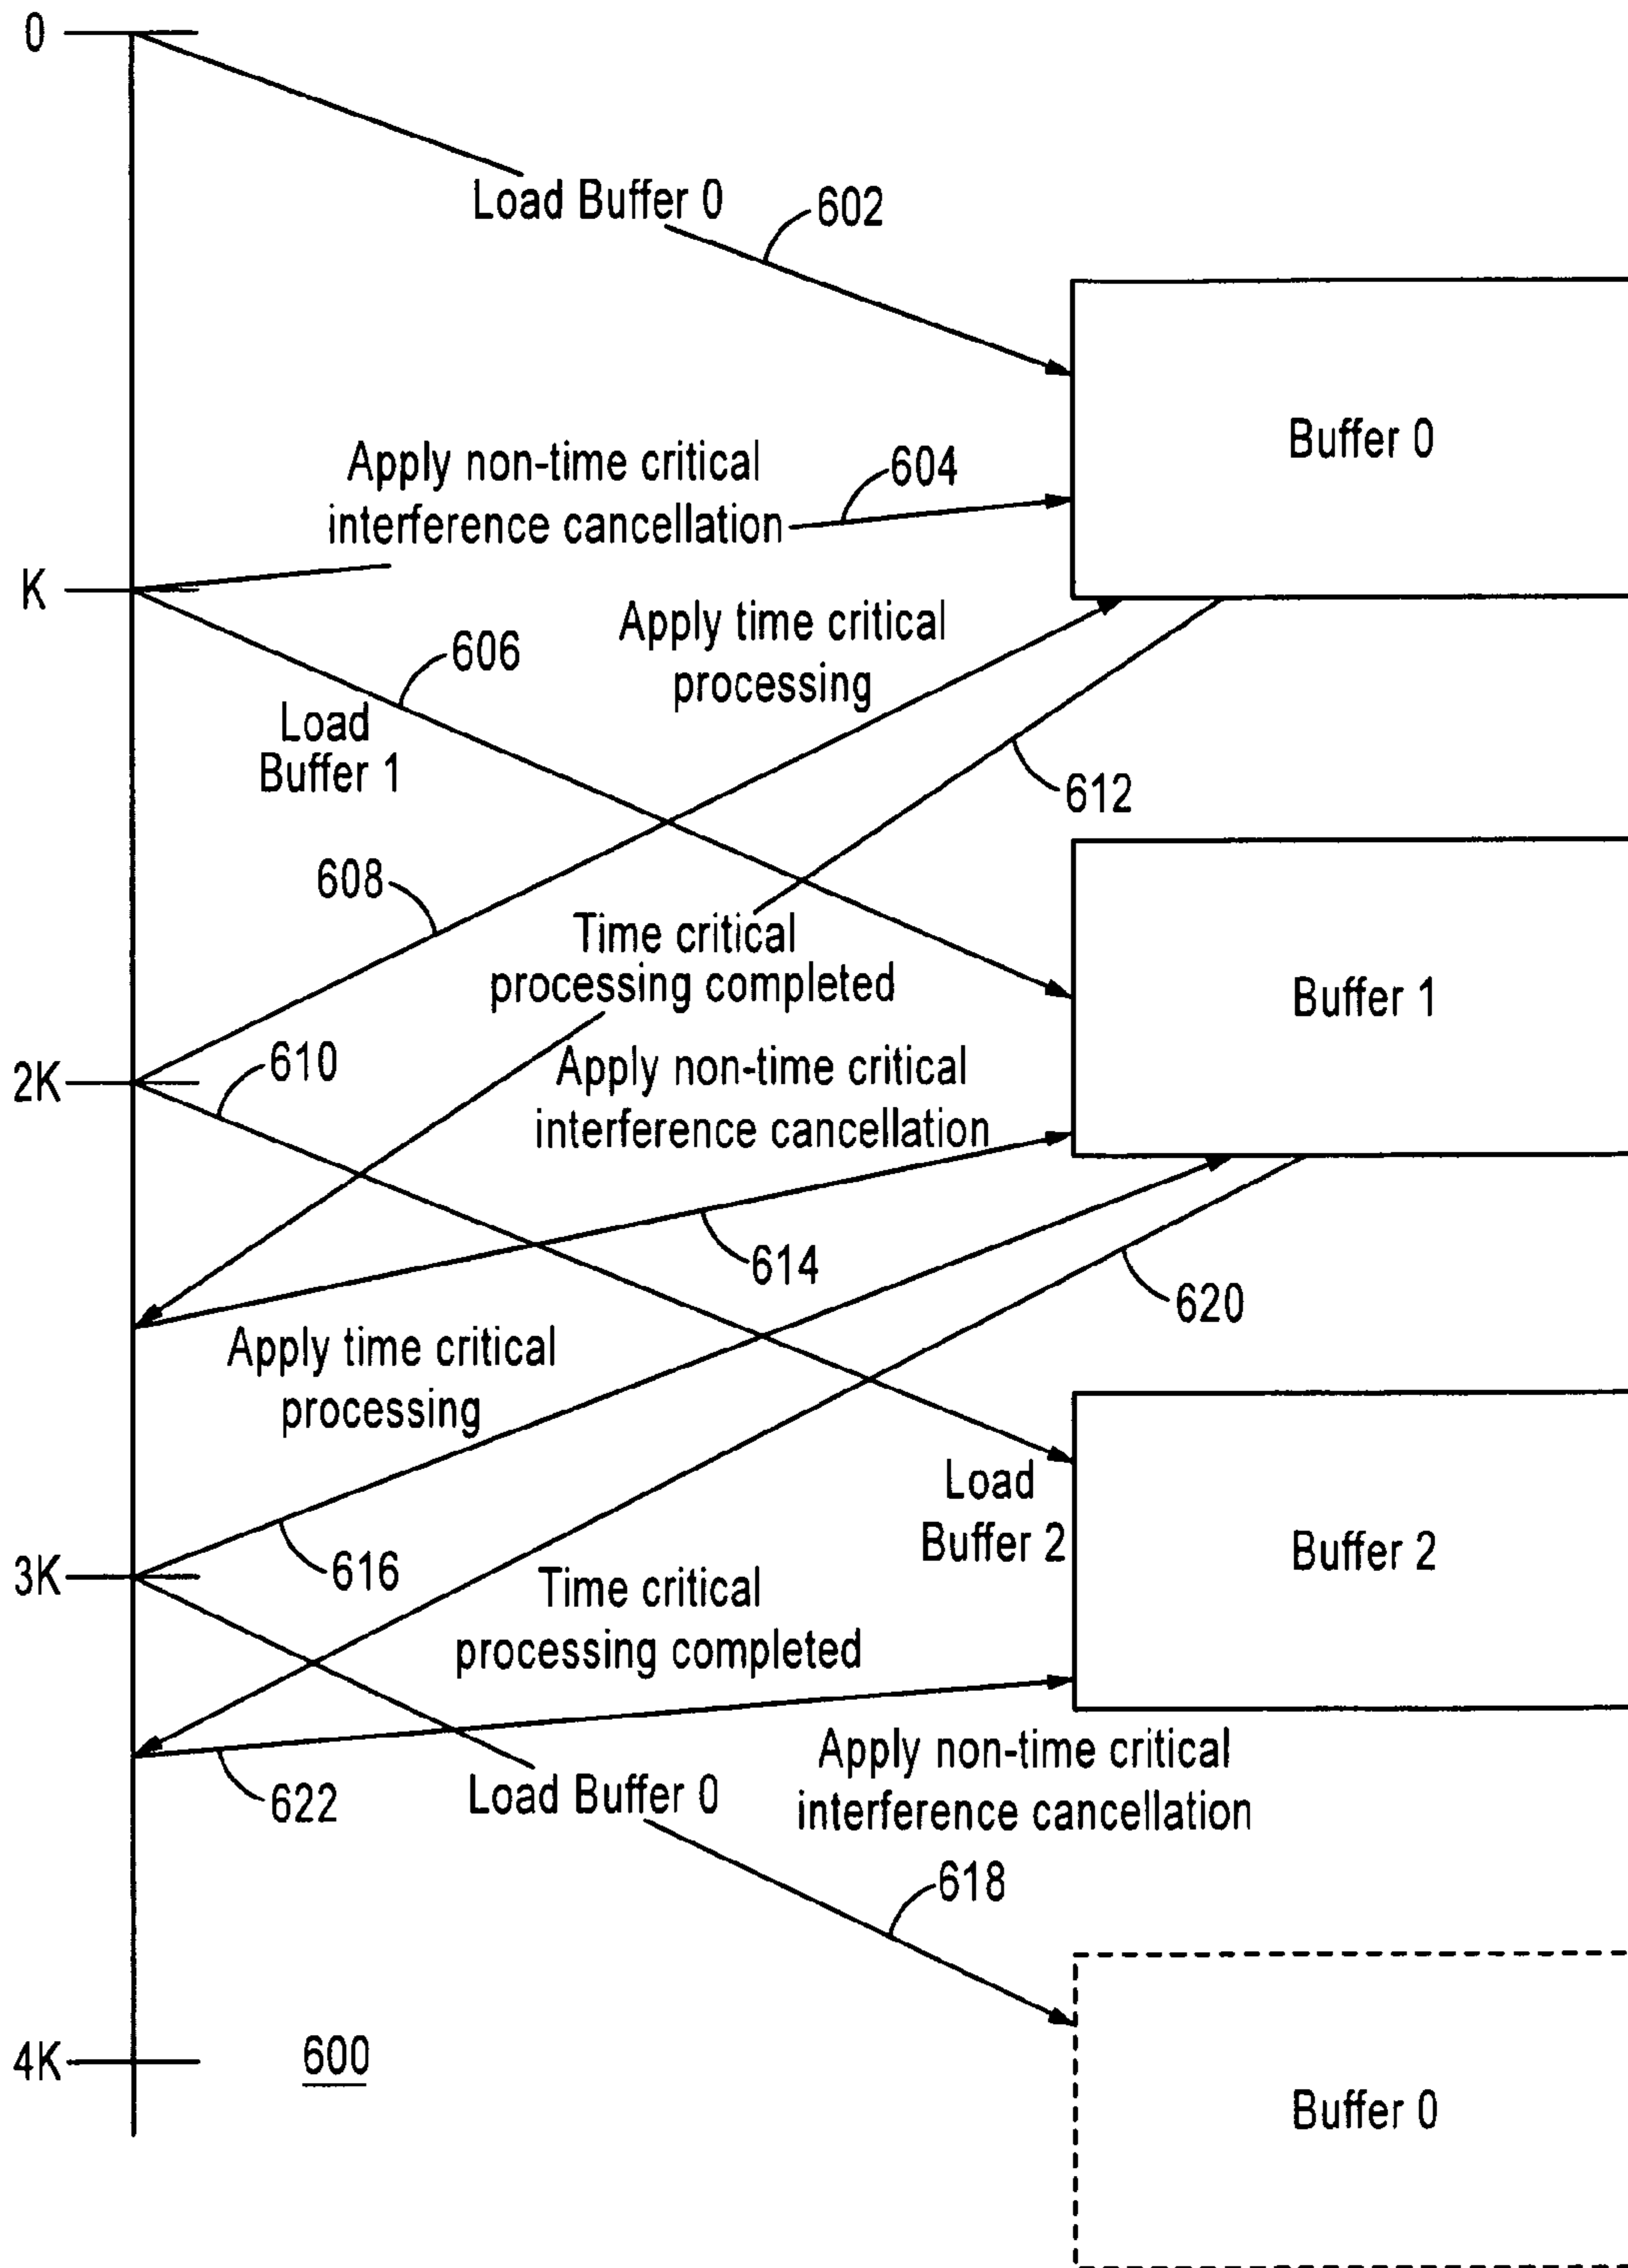 0
Load Buffer 0
602
Buffer 0
Apply non-time critical
interference cancellation
604
K
Apply time critical
processing
606
Load
Buffer 1
612
608
Time critical
processing completed
Buffer 1
2K
610
Apply non-time critical
interference cancellation
614
620
Apply time critical
processing
Load
Buffer 2
Buffer 2
3K
616
Time critical
processing completed
622
Load Buffer 0
Apply non-time critical
interference cancellation
618
4K
600
Buffer 0